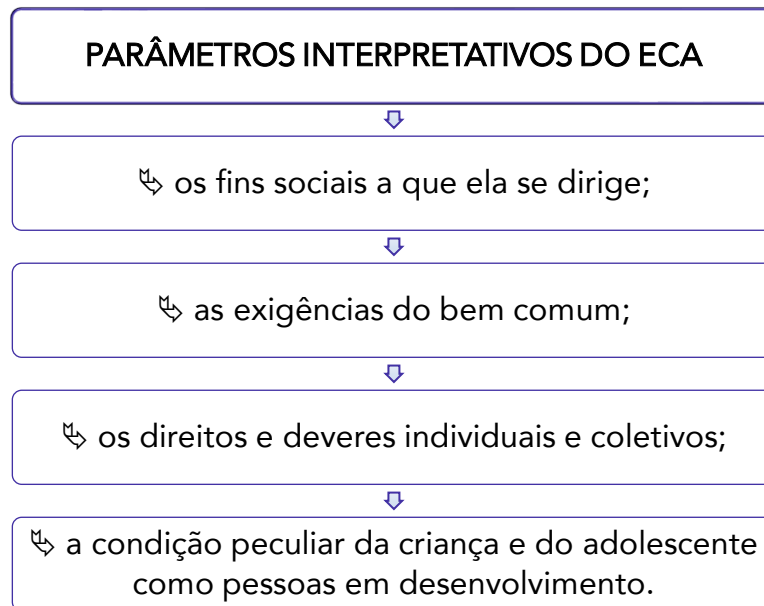 PARÂMETROS INTERPRETATIVOS DO ECA
↳ os fins sociais a que ela se dirige;
↳ as exigências do bem comum;
↳ os direitos e deveres individuais e coletivos;
↳ a condição peculiar da criança e do adolescente
como pessoas em desenvolvimento.